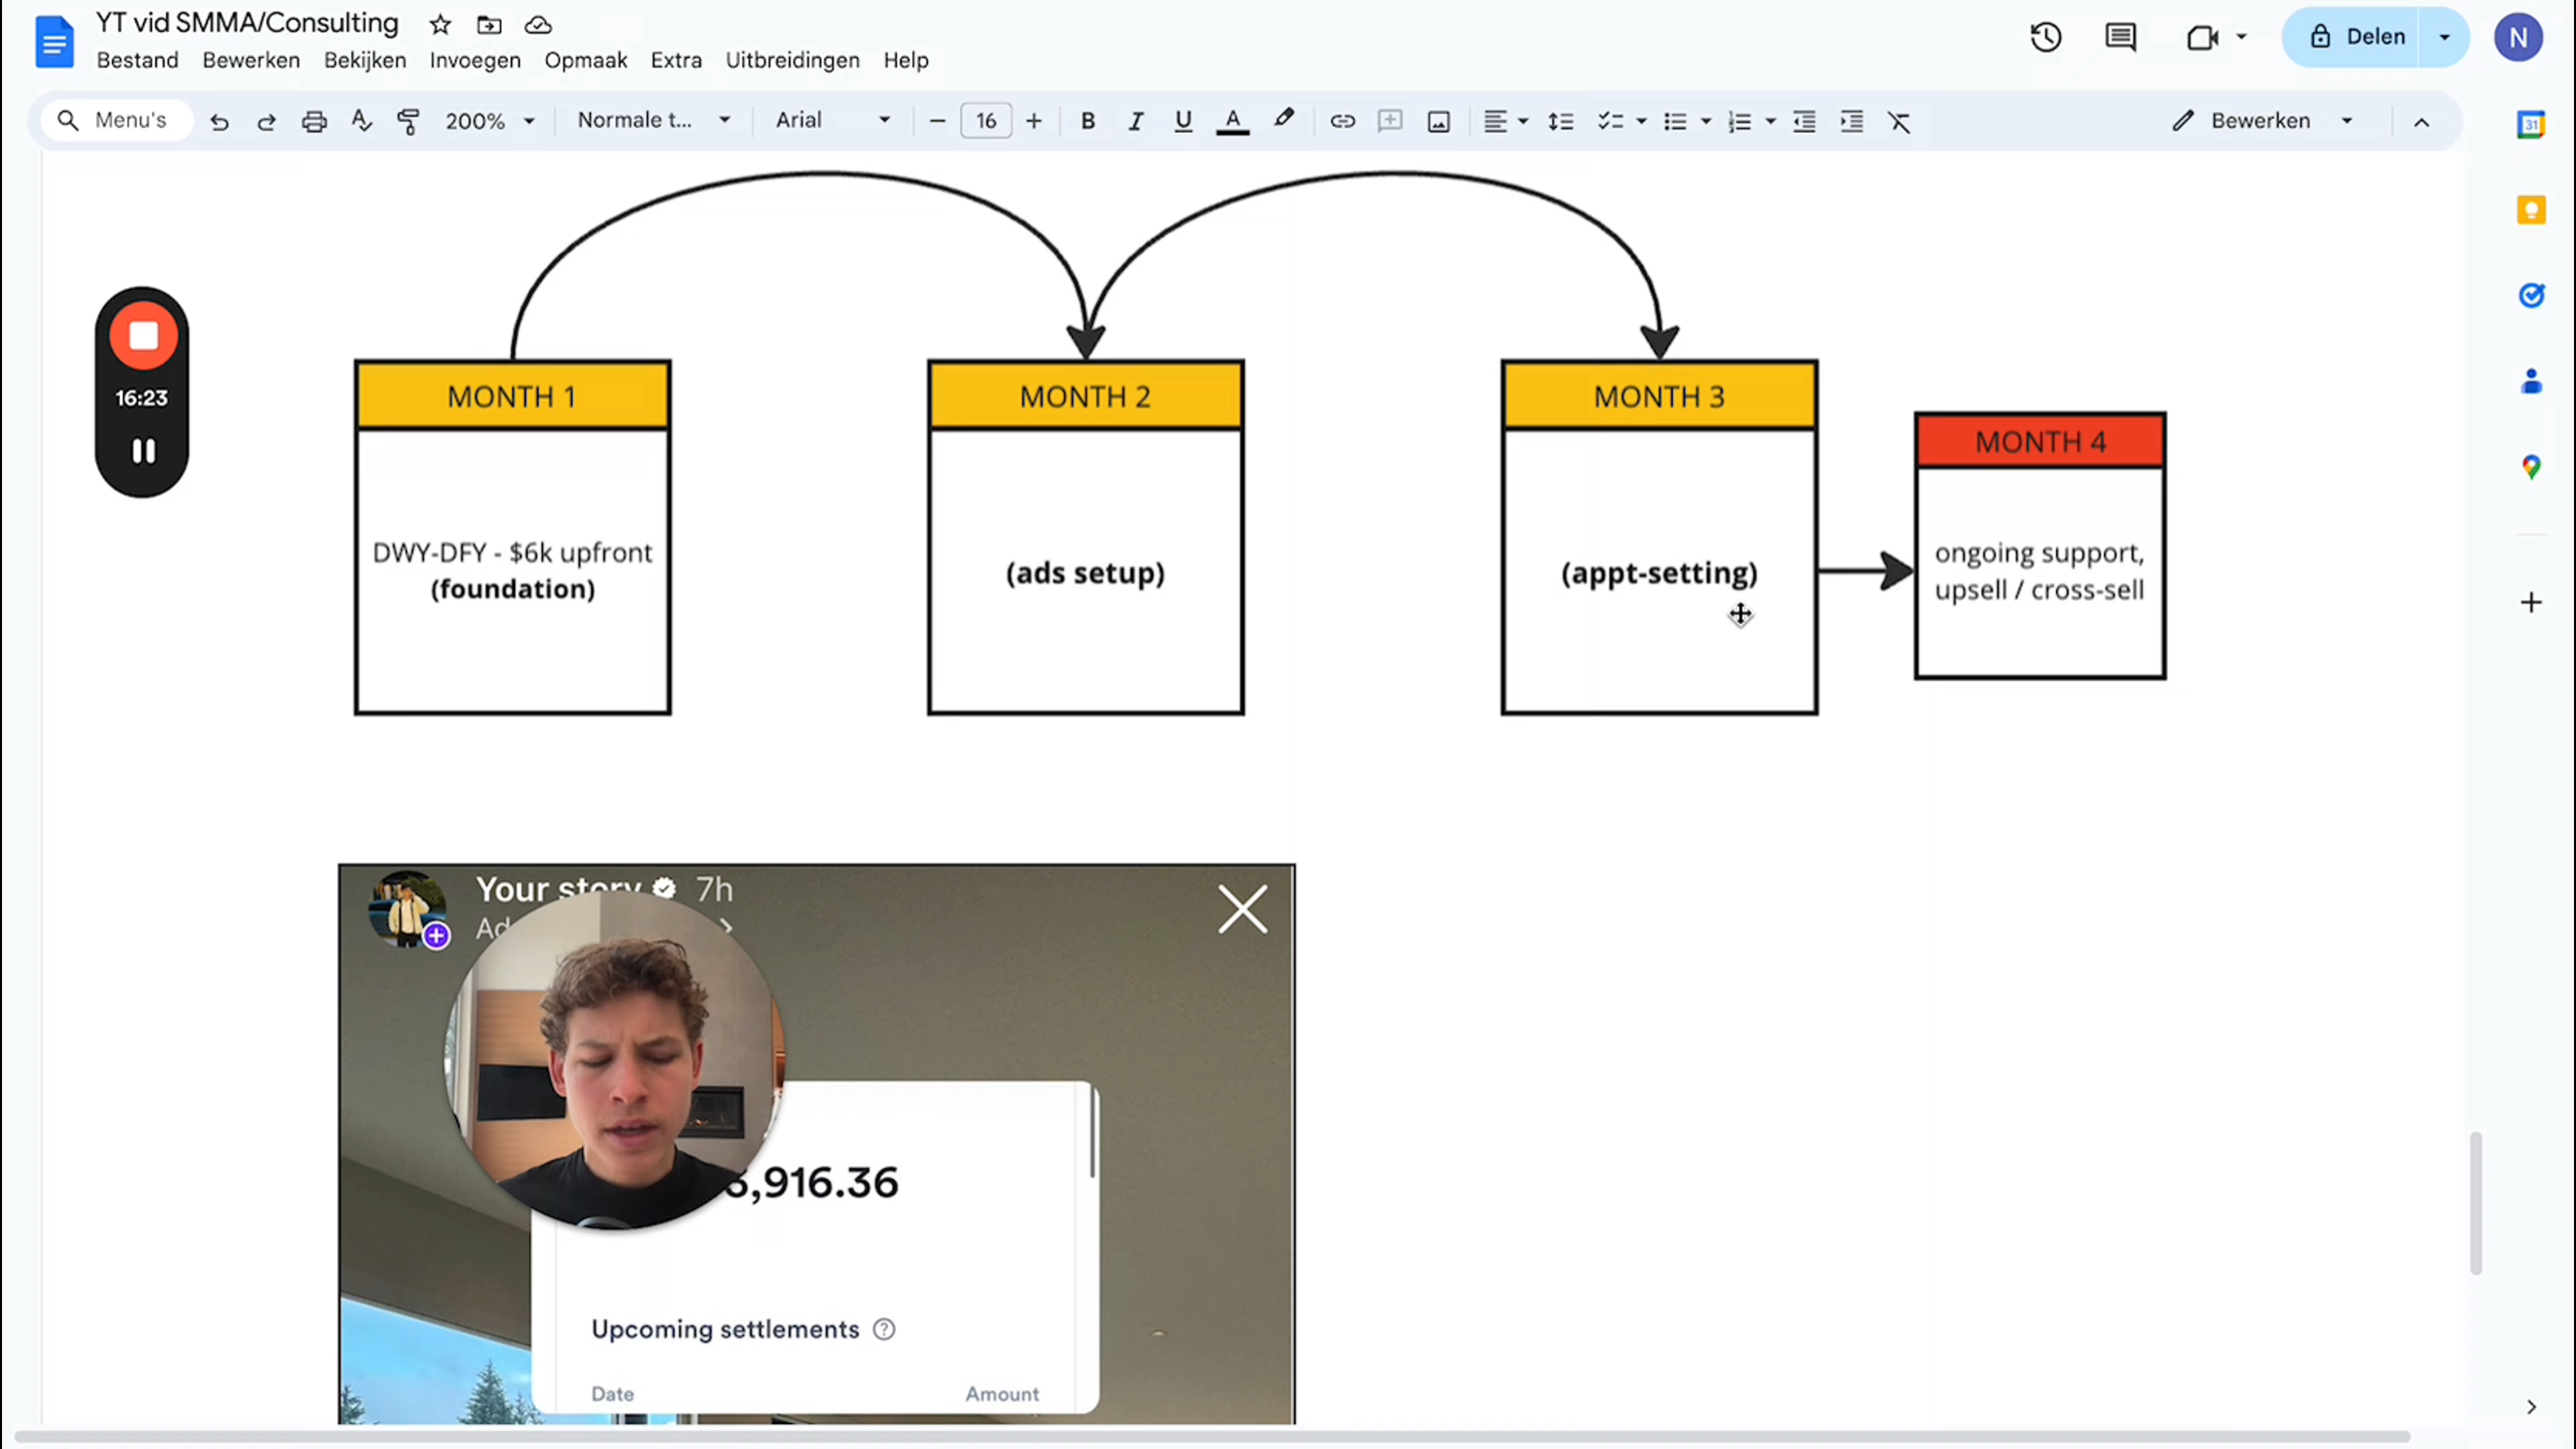 YT vid SMMA/Consulting
Bestand Bewerken Bekijken Invoegen Opmaak Extra Uitbreidingen Help
Delen
N
Menu's
200%
Normale t...
Arial
16
B I U A
Bewerken
31
16:23
MONTH 1
DWY-DFY - $6k upfront
(foundation)
MONTH 2
(ads setup)
MONTH 3
(appt-setting)
MONTH 4
ongoing support,
upsell / cross-sell
Your story 7h
,916.36
Upcoming settlements
Date Amount